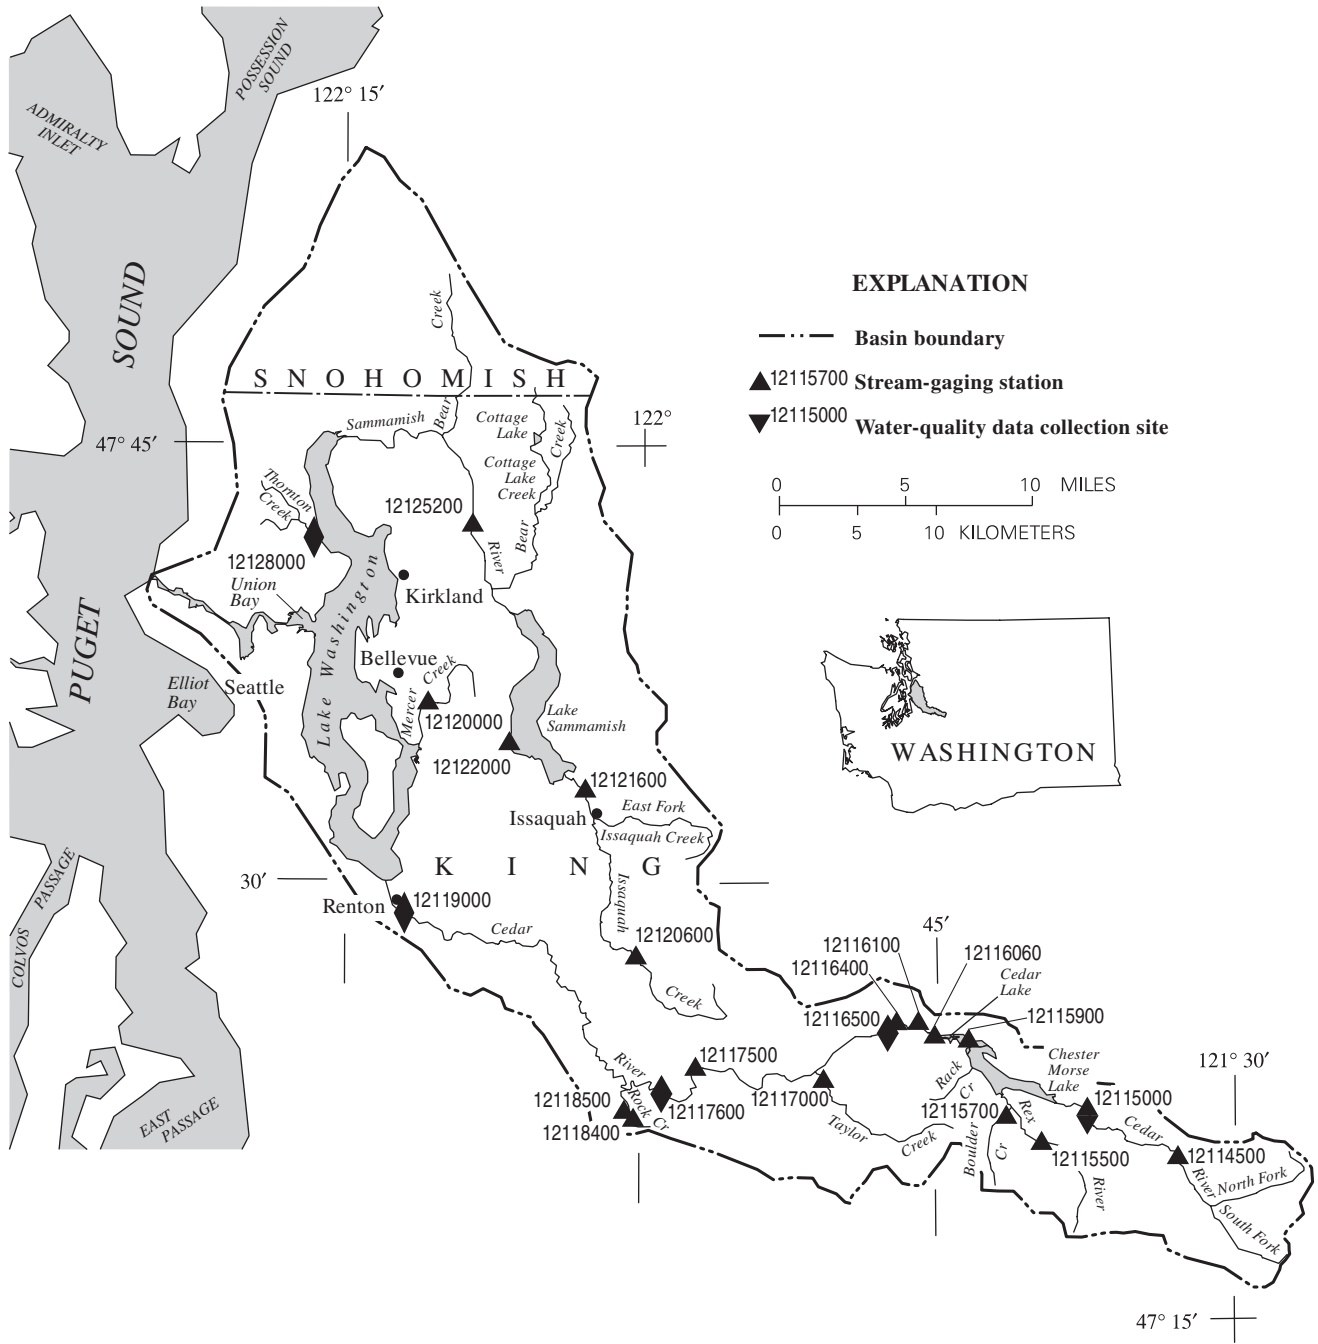 POSSESSION
SOUND
122° 15′
ADMIRALTY
INLET
SOUND
PUGET
EXPLANATION
Basin boundary
12115700 Stream-gaging station
12115000 Water-quality data collection site
0 5 10 MILES
0 5 10 KILOMETERS
Creek
SNOHOMISH
Sammamish
Bear
Cottage
Lake
Creek
122°
47° 45′
Cottage
Lake
Creek
Thornton
Creek
12125200
Bear
River
12128000
Union
Bay
Kirkland
Lake Washington
Bellevue
Creek
Mercer
Elliot
Bay
Seattle
12120000
Lake
Sammamish
12122000
WASHINGTON
12121600
East Fork
Issaquah
Issaquah Creek
KING
30′
PASSAGE
COLVOS
Issaquah
12119000
Renton
Cedar
12120600
Creek
45′
12116100
12116060
12116400
Cedar
Lake
12116500
12115900
Chester
Morse
Lake
121° 30′
River
12117500
Rack
Cr
12118500
Rock Cr
12117600
12117000
12115700
Rex
12115000
12118400
Taylor
Creek
Boulder
Cr
Cedar
12115500
12114500
River
River
North Fork
South Fork
EAST
PASSAGE
47° 15′